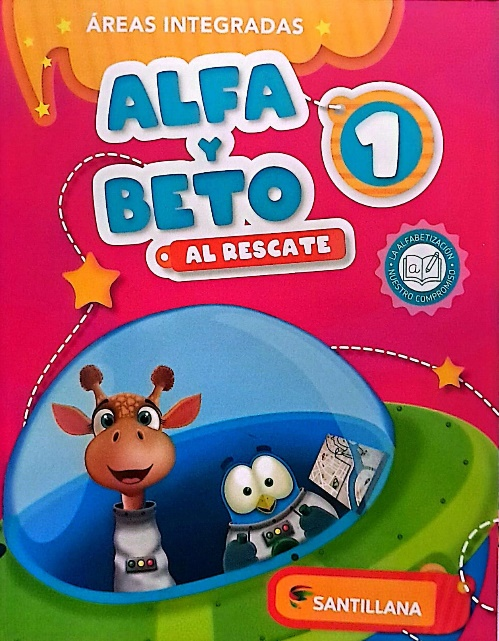 ÁREAS INTEGRADAS
ALFA
Y
BETO
1
AL RESCATE
LA ALFABETIZACIÓN
NUESTRO COMPROMISO
SANTILLANA